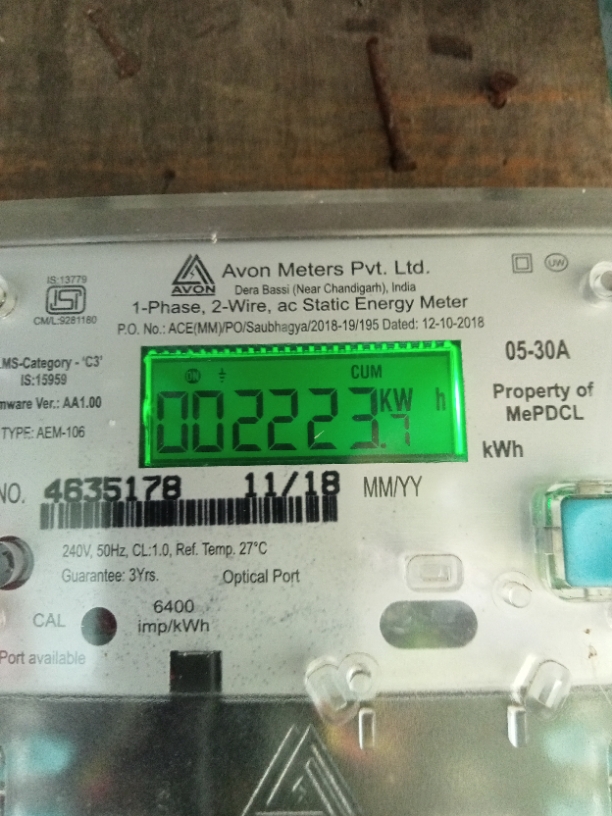 IS:13779
ISI
CM/L:9281180
AVON
Avon Meters Pvt. Ltd.
Dera Bassi (Near Chandigarh), India
1-Phase, 2-Wire, ac Static Energy Meter
P.O. No.: ACE(MM)/PO/Saubhagya/2018-19/195 Dated: 12-10-2018
UW
LMS-Category - 'C3'
IS:15959
mware Ver.: AA1.00
TYPE: AEM-106
CUM
002223.7 KW h
05-30A
Property of
MePDCL
kWh
NO. 4635178 11/18 MM/YY
240V, 50Hz, CL:1.0, Ref. Temp. 27°C
Guarantee: 3Yrs. Optical Port
CAL
6400
imp/kWh
Port available